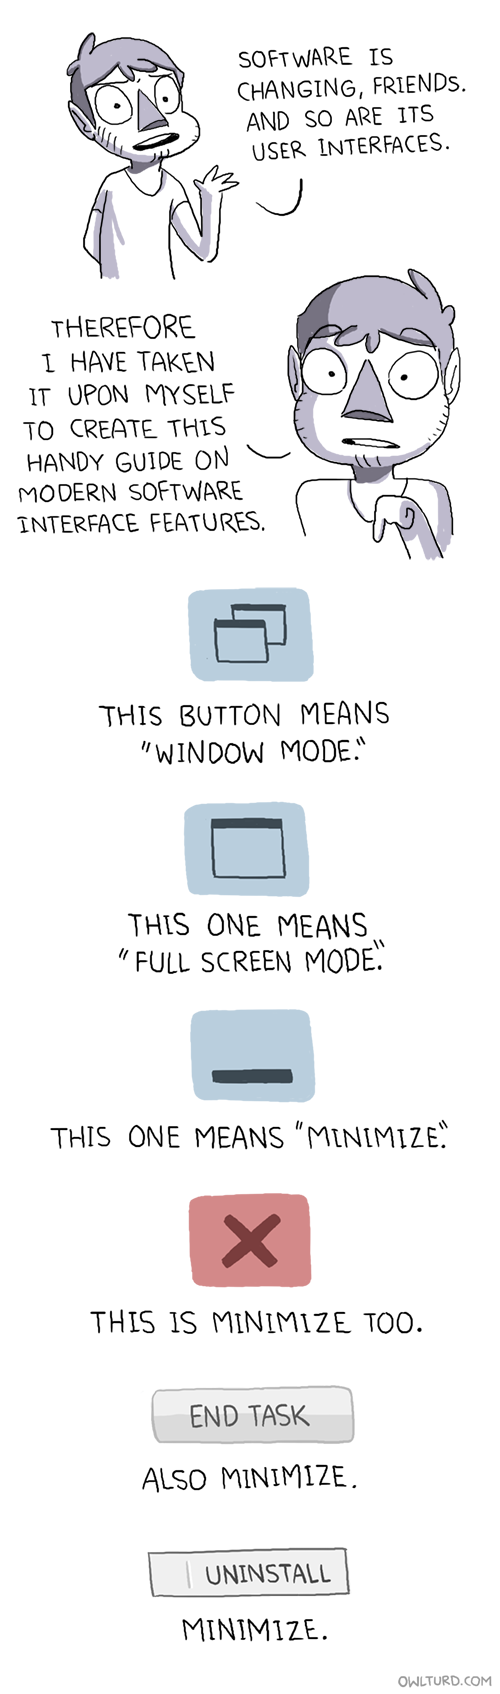 SOFTWARE IS
CHANGING, FRIENDS.
AND SO ARE ITS
USER INTERFACES.
THEREFORE
I HAVE TAKEN
IT UPON MYSELF
TO CREATE THIS
HANDY GUIDE ON
MODERN SOFTWARE
INTERFACE FEATURES.
THIS BUTTON MEANS
"WINDOW MODE."
THIS ONE MEANS
"FULL SCREEN MODE."
THIS ONE MEANS "MINIMIZE."
THIS IS MINIMIZE TOO.
END TASK
ALSO MINIMIZE.
UNINSTALL
MINIMIZE.
OWLTURD.COM